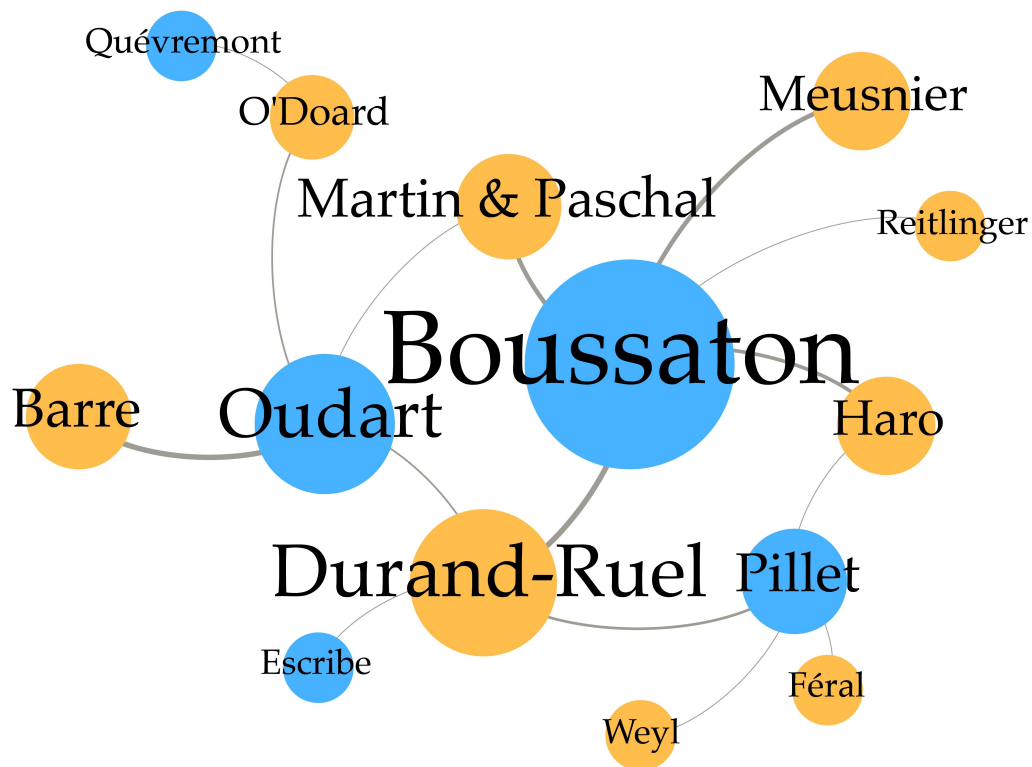 Quévremont
O'Doard
Meusnier
Martin & Paschal
Reitlinger
Boussaton
Barre
Oudart
Haro
Durand-Ruel
Pillet
Escribe
Féral
Weyl